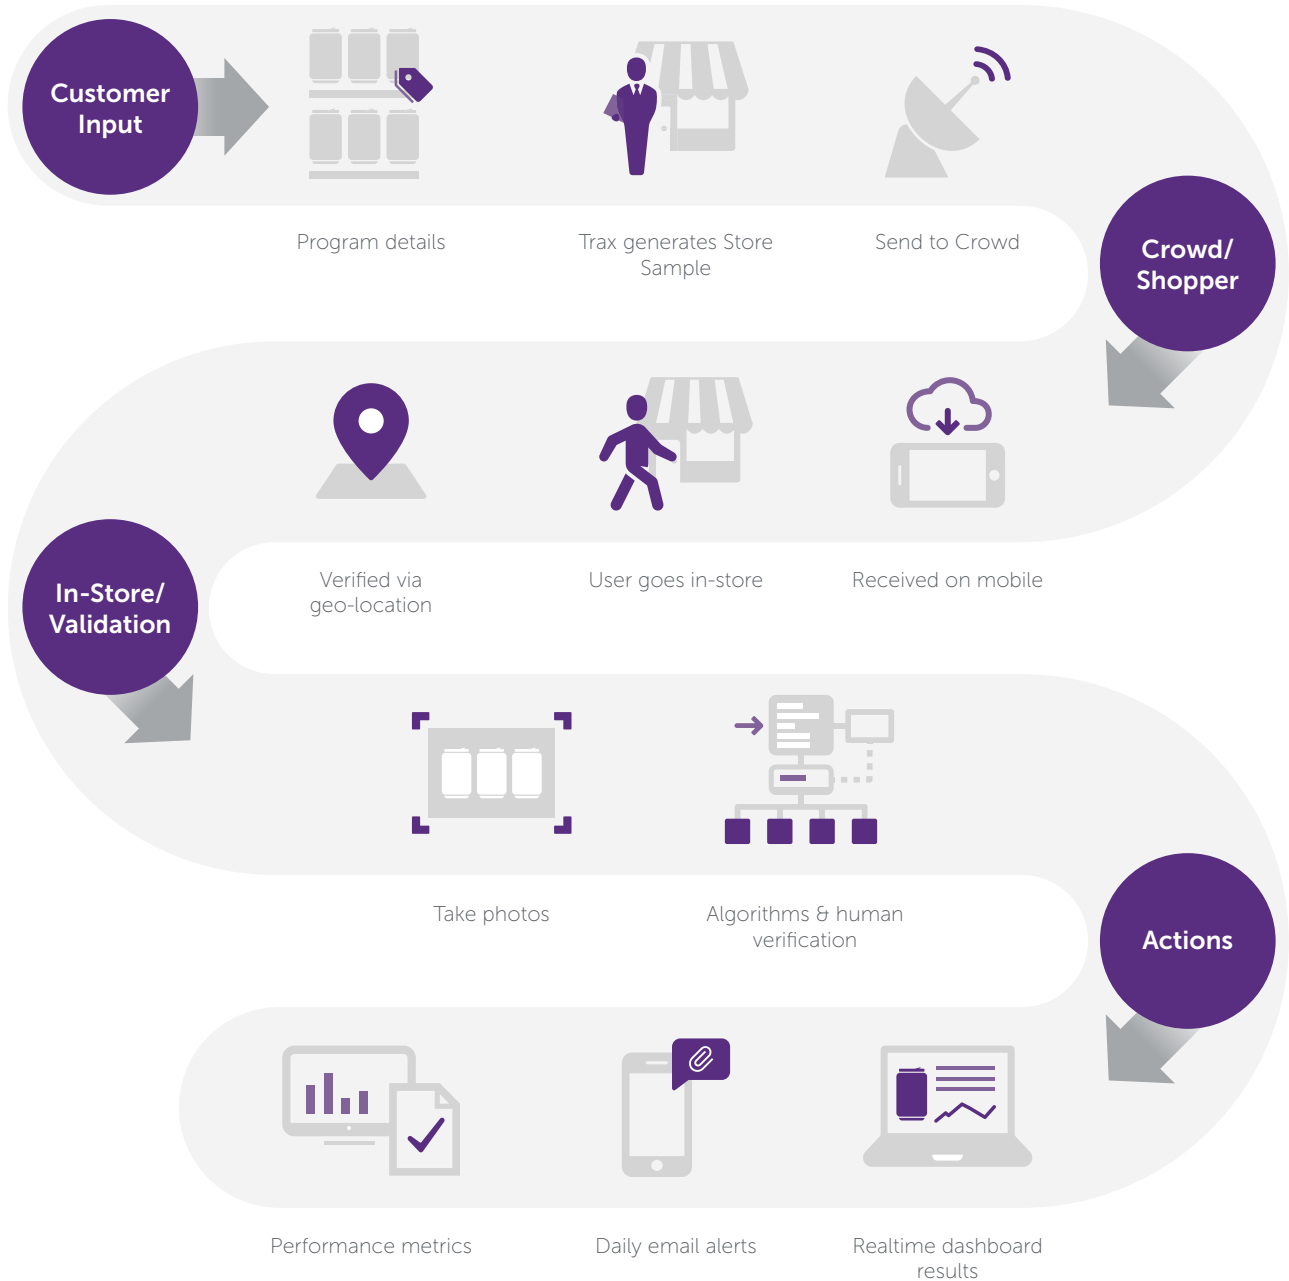 Customer
Input
Program details
Trax generates Store
Sample
Send to Crowd
Crowd/
Shopper
Received on mobile
User goes in-store
Verified via
geo-location
In-Store/
Validation
Take photos
Algorithms & human
verification
Actions
Realtime dashboard
results
Daily email alerts
Performance metrics